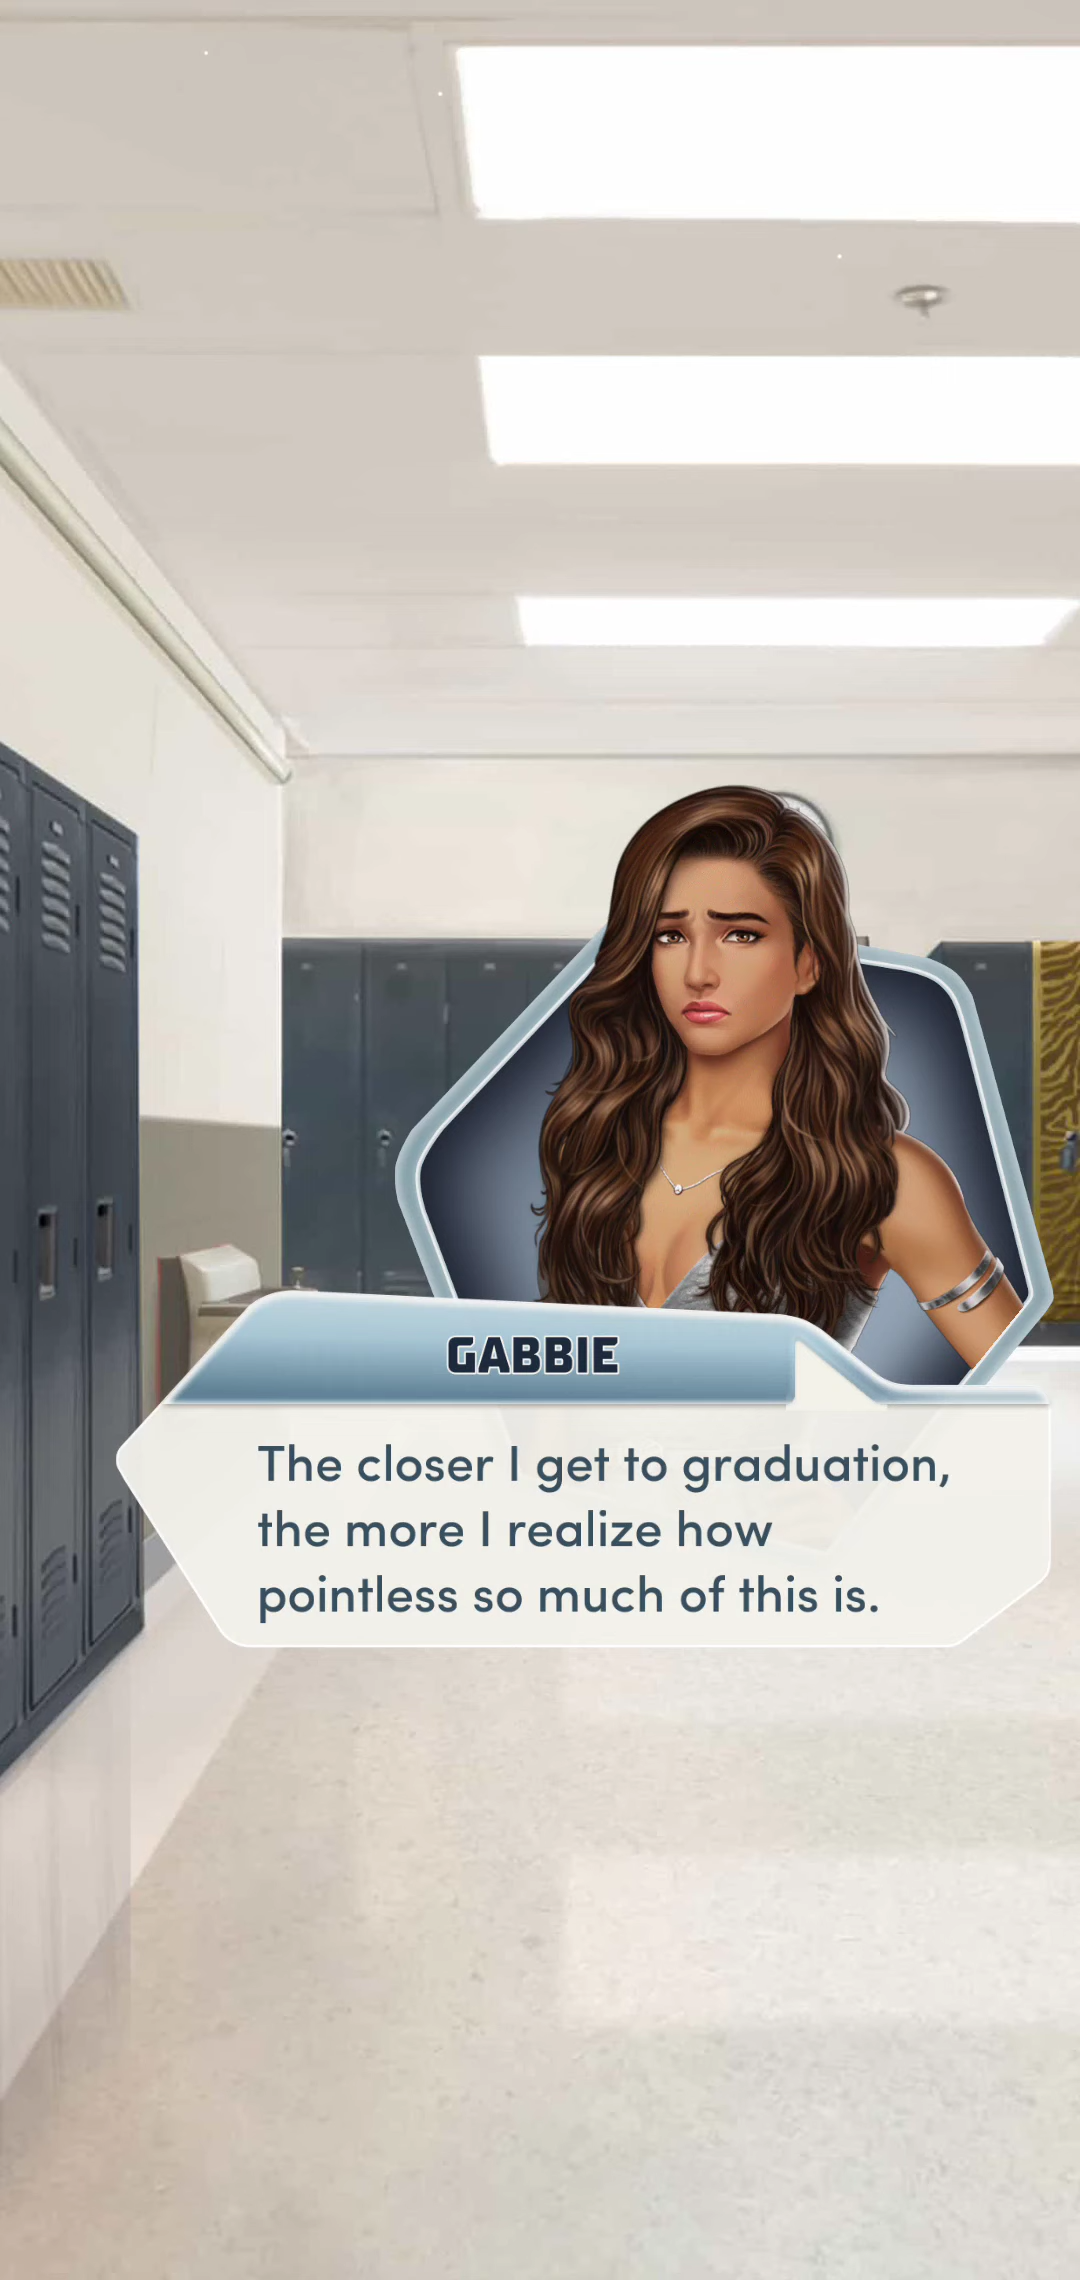 GABBIE
The closer I get to graduation,
the more I realize how
pointless so much of this is.